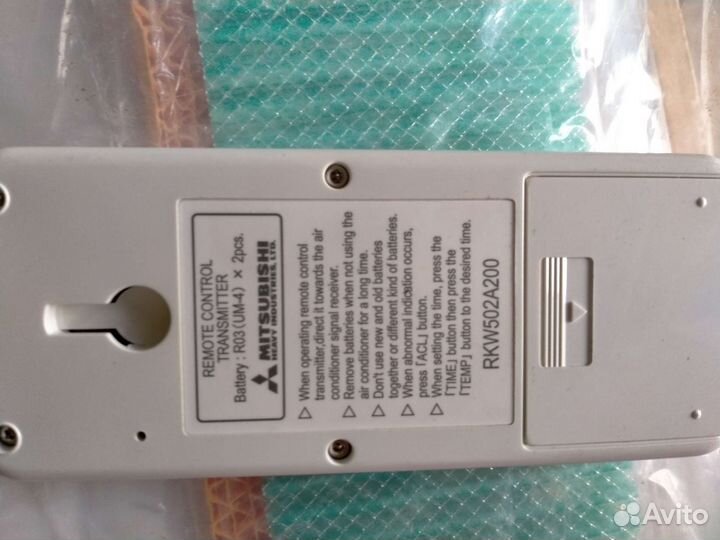 REMOTE CONTROL
TRANSMITTER
Battery : R03(UM-4) × 2pcs.
MITSUBISHI
HEAVY INDUSTRIES, LTD.
▷ When operating remote control
transmitter,direct it towards the air
conditioner signal receiver.
▷ Remove batteries when not using the
air conditioner for a long time.
▷ Don't use new and old batteries
together or different kind of batteries.
▷ When abnormal indication occurs,
press「ACL」button.
▷ When setting the time, press the
「TIME」button then press the
「TEMP」button to the desired time.
RKW502A200
Avito